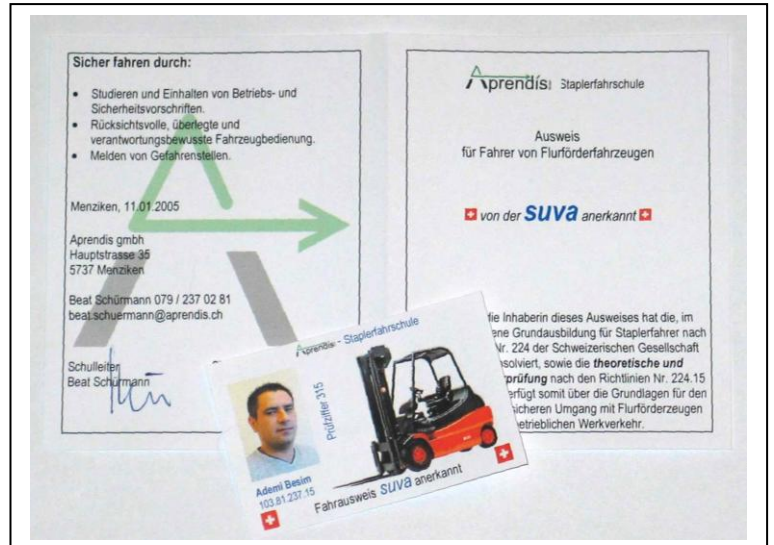 Sicher fahren durch:
• Studieren und Einhalten von Betriebs- und
Sicherheitsvorschriften.
• Rücksichtsvolle, überlegte und
verantwortungsbewusste Fahrzeugbedienung.
• Melden von Gefahrenstellen.
Menziken, 11.01.2005
Aprendis gmbh
Hauptstrasse 35
5737 Menziken
Beat Schürmann 079 / 237 02 81
beat.schuermann@aprendis.ch
Schulleiter
Beat Schürmann
Aprendis Staplerfahrschule
Ausweis
für Fahrer von Flurförderfahrzeugen
von der suva anerkannt
die Inhaberin dieses Ausweises hat die, im
ene Grundausbildung für Staplerfahrer nach
Nr. 224 der Schweizerischen Gesellschaft
solviert, sowie die theoretische und
prüfung nach den Richtlinien Nr. 224.15
erfügt somit über die Grundlagen für den
sicheren Umgang mit Flurförderzeugen
etrieblichen Werkverkehr.
Aprendis - Staplerfahrschule
Prüfziffer 315
Ademi Besim
103.81.237.15
Fahrausweis suva anerkannt